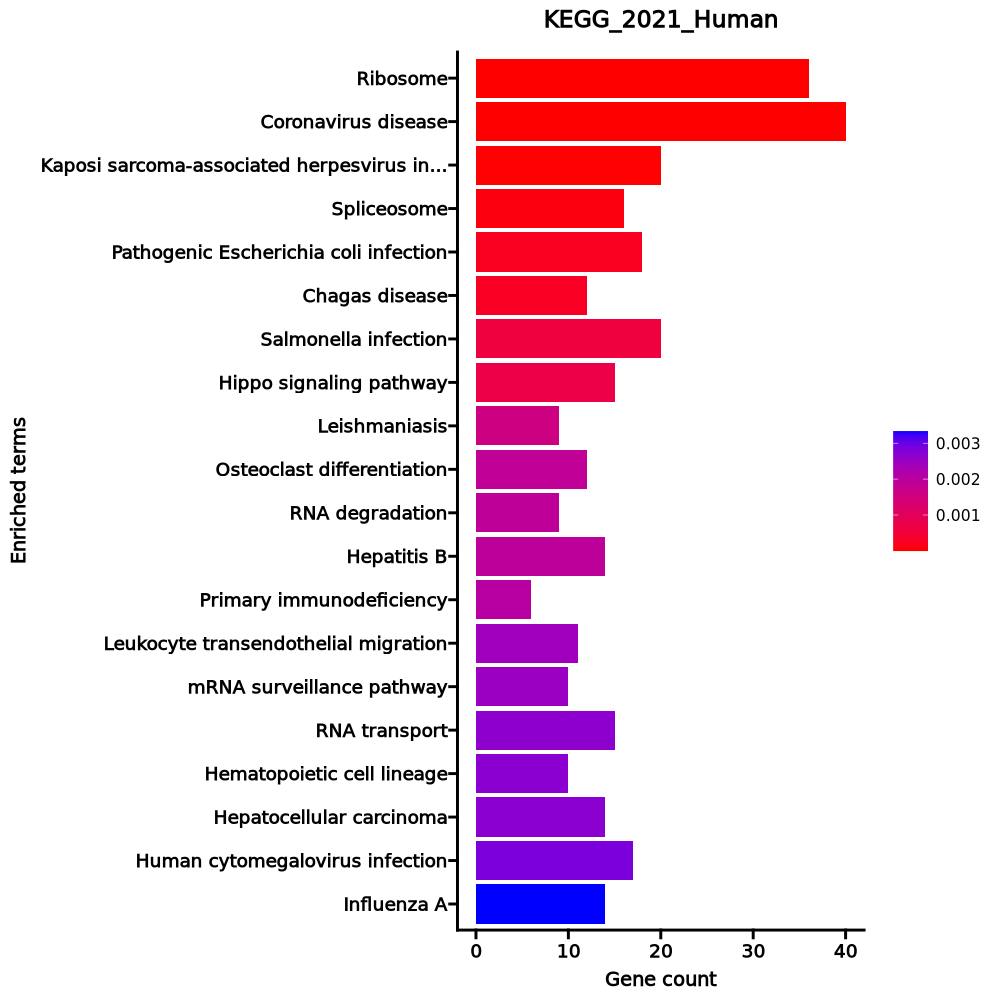 KEGG_2021_Human
Ribosome
Coronavirus disease
Kaposi sarcoma-associated herpesvirus in...
Spliceosome
Pathogenic Escherichia coli infection
Chagas disease
Salmonella infection
Hippo signaling pathway
Leishmaniasis
Osteoclast differentiation
RNA degradation
Hepatitis B
Primary immunodeficiency
Leukocyte transendothelial migration
mRNA surveillance pathway
RNA transport
Hematopoietic cell lineage
Hepatocellular carcinoma
Human cytomegalovirus infection
Influenza A
Enriched terms
0 10 20 30 40
Gene count
0.003
0.002
0.001